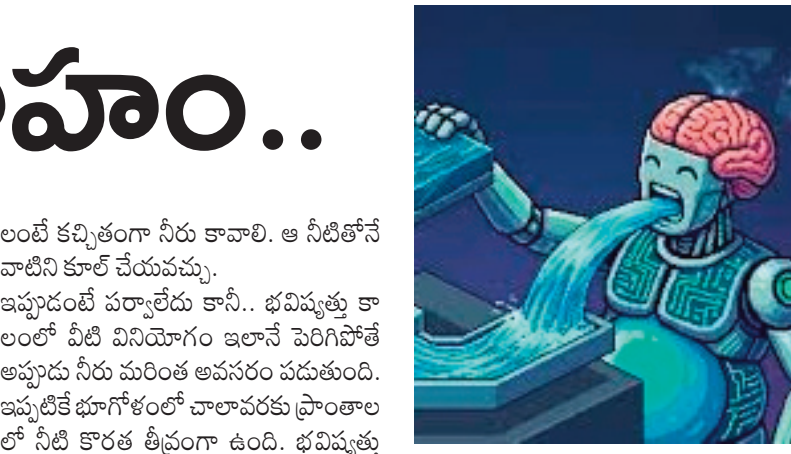 హం..
లంటే కచ్చితంగా నీరు కావాలి. ఆ నీటితోనే
వాటిని కూల్ చేయవచ్చు.
ఇప్పుడంటే పర్వాలేదు కానీ.. భవిష్యత్తు కా
లంలో వీటి వినియోగం ఇలానే పెరిగిపోతే
అప్పుడు నీరు మరింత అవసరం పడుతుంది.
ఇప్పటికే భూగోళంలో చాలావరకు ప్రాంతాల
లో నీటి కొరత తీవ్రంగా ఉంది. భవిష్యత్తు